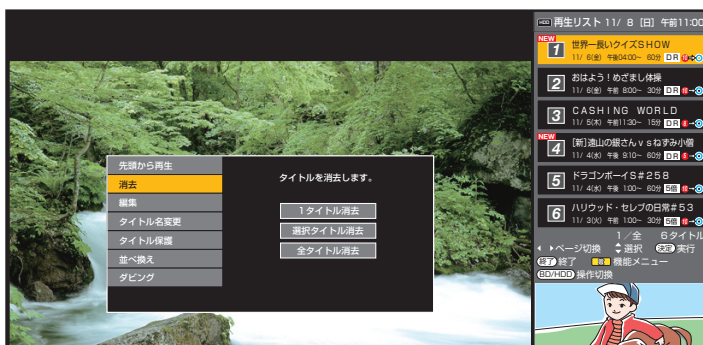 HDD 再生リスト 11/ 8 [日] 午前11:00
NEW
1 世界一長いクイズSHOW
11/ 6(金) 午後04:00~ 60分 DR
2 おはよう!めざまし体操
11/ 6(金) 午前 8:00~ 30分 DR
3 CASHING WORLD
11/ 5(木) 午前11:30~ 15分 DR
NEW
4 [新]遠山の銀さんvsねずみ小僧
11/ 4(水) 午後 9:10~ 60分 DR
5 ドラゴンボーイS#258
11/ 4(水) 午後 1:00~ 60分 5倍
6 ハリウッド・セレブの日常#53
11/ 3(火) 午前 1:00~ 30分 5倍
1/全 6タイトル
ページ切換 選択 決定 実行
終了 終了 黄 機能メニュー
BD/HDD 操作切換
先頭から再生
消去
編集
タイトル名変更
タイトル保護
並べ換え
ダビング
タイトルを消去します。
1タイトル消去
選択タイトル消去
全タイトル消去